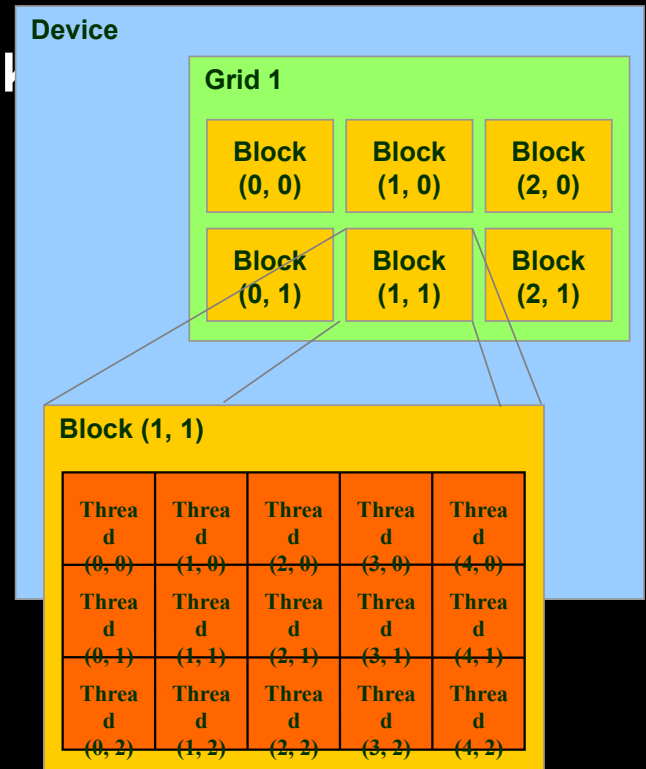 Device
Grid 1
Block Block Block
(0, 0) (1, 0) (2, 0)
Block Block Block
(0, 1) (1, 1) (2, 1)
Block (1, 1)
Threa Threa Threa Threa Threa
d d d d d
(0, 0) (1, 0) (2, 0) (3, 0) (4, 0)
Threa Threa Threa Threa Threa
d d d d d
(0, 1) (1, 1) (2, 1) (3, 1) (4, 1)
Threa Threa Threa Threa Threa
d d d d d
(0, 2) (1, 2) (2, 2) (3, 2) (4, 2)